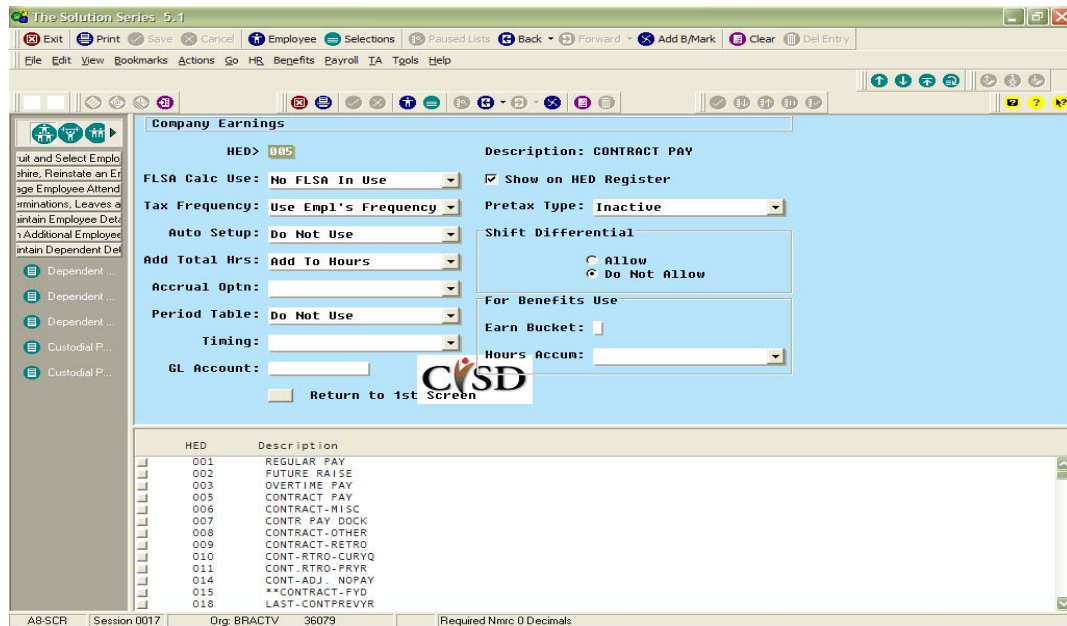 The Solution Series 5.1
Exit Print Save Cancel Employee Selections Paused Lists Back Forward Add B/Mark Clear Del Entry
File Edit View Bookmarks Actions Go HR Benefits Payroll TA Tools Help
Company Earnings
HED> 005 Description: CONTRACT PAY
FLSA Calc Use: No FLSA In Use Show on HED Register
Tax Frequency: Use Empl's Frequency Pretax Type: Inactive
Auto Setup: Do Not Use Shift Differential
Add Total Hrs: Add To Hours Allow
Do Not Allow
Accrual Optn:
For Benefits Use
Period Table: Do Not Use
Earn Bucket:
Timing:
Hours Accum:
GL Account:
CISD
Return to 1st Screen
uit and Select Emplo
ehire, Reinstate an Er
age Employee Attend
erminations, Leaves a
aintain Employee Deta
n Additional Employee
intain Dependent Det
Dependent ...
Dependent ...
Dependent ...
Custodial P...
Custodial P...
HED Description
001 REGULAR PAY
002 FUTURE RAISE
003 OVERTIME PAY
005 CONTRACT PAY
006 CONTRACT-MISC
007 CONTR PAY DOCK
008 CONTRACT-OTHER
009 CONTRACT-RETRO
010 CONT-RTRO-CURYQ
011 CONT.RTRO-PRYR
014 CONT-ADJ. NOPAY
015 **CONTRACT-FYD
018 LAST-CONTPREVYR
A8-SCR Session 0017 Org: BRACTV 36079 Required Nmrc 0 Decimals